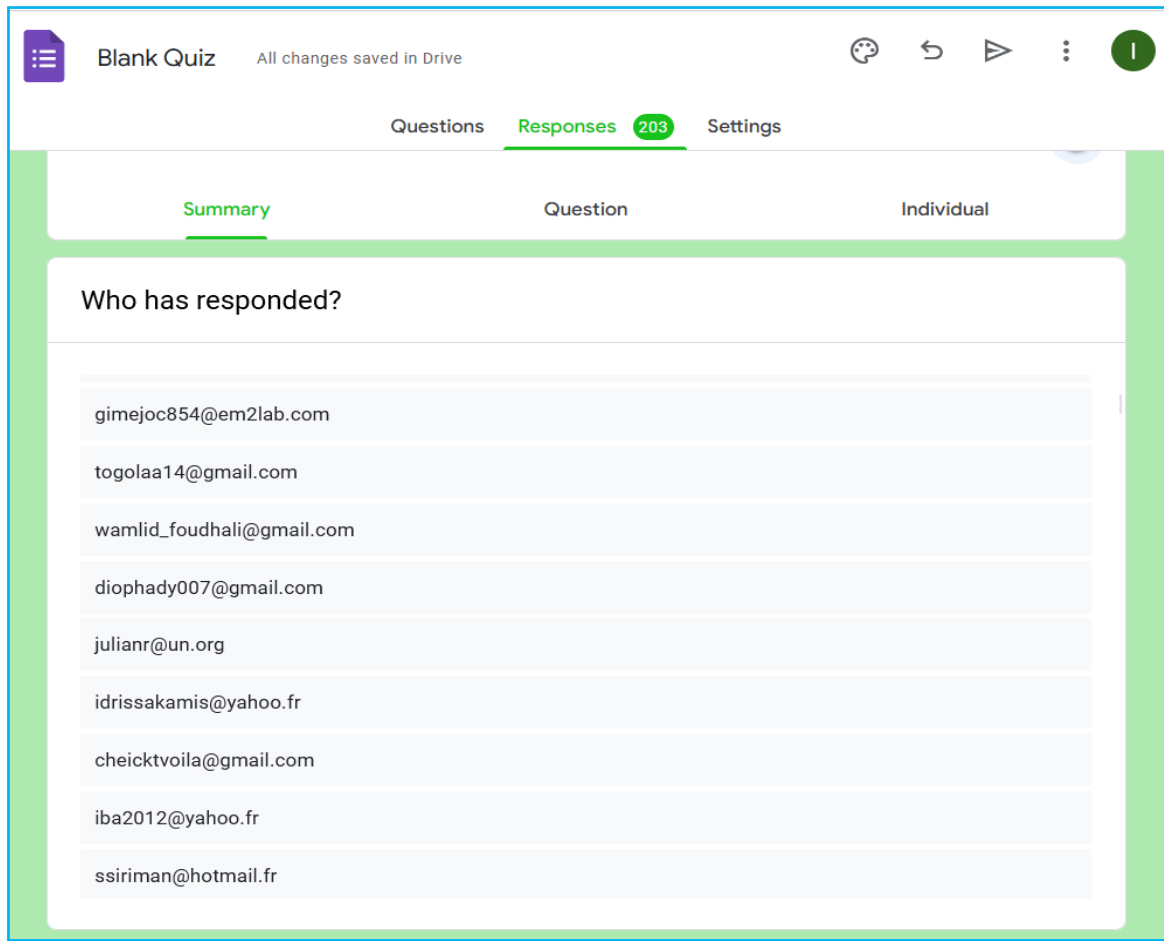 Blank Quiz All changes saved in Drive I
Questions Responses 203 Settings
Summary Question Individual
Who has responded?
gimejoc854@em2lab.com
togolaa14@gmail.com
wamlid_foudhali@gmail.com
diophady007@gmail.com
julianr@un.org
idrissakamis@yahoo.fr
cheicktvoila@gmail.com
iba2012@yahoo.fr
ssiriman@hotmail.fr